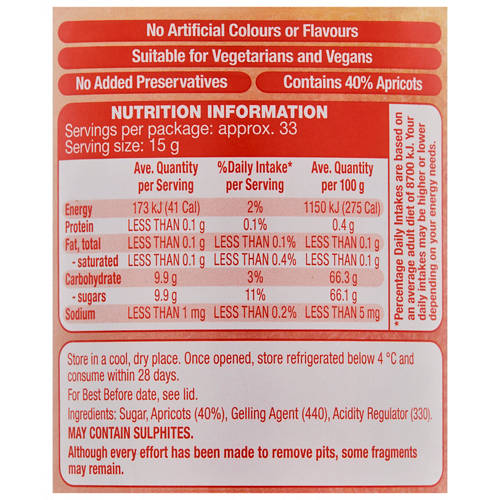 No Artificial Colours or Flavours
Suitable for Vegetarians and Vegans
No Added Preservatives
Contains 40% Apricots
NUTRITION INFORMATION
Servings per package: approx. 33
Serving size: 15 g
Ave. Quantity per Serving %Daily Intake* per Serving Ave. Quantity per 100 g
Energy 173 kJ (41 Cal) 2% 1150 kJ (275 Cal)
Protein LESS THAN 0.1 g 0.1% 0.4 g
Fat, total LESS THAN 0.1 g LESS THAN 0.1% LESS THAN 0.1 g
- saturated LESS THAN 0.1 g LESS THAN 0.4% LESS THAN 0.1 g
Carbohydrate 9.9 g 3% 66.3 g
- sugars 9.9 g 11% 66.1 g
Sodium LESS THAN 1 mg LESS THAN 0.2% LESS THAN 5 mg
*Percentage Daily Intakes are based on
an average adult diet of 8700 kJ. Your
daily intakes may be higher or lower
depending on your energy needs.
Store in a cool, dry place. Once opened, store refrigerated below 4 °C and
consume within 28 days.
For Best Before date, see lid.
Ingredients: Sugar, Apricots (40%), Gelling Agent (440), Acidity Regulator (330).
MAY CONTAIN SULPHITES.
Although every effort has been made to remove pits, some fragments
may remain.